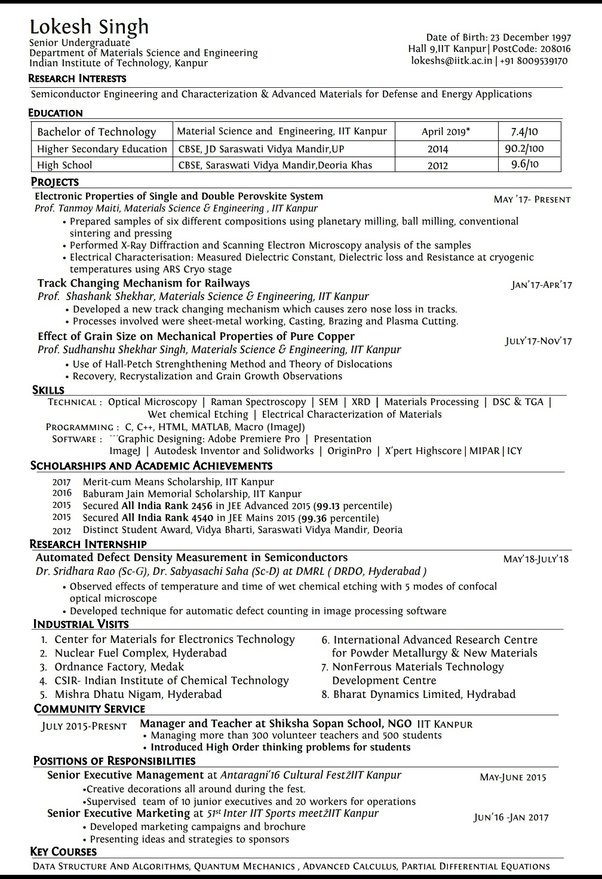 Lokesh Singh
Senior Undergraduate
Department of Materials Science and Engineering
Indian Institute of Technology, Kanpur
Date of Birth: 23 December 1997
Hall 9,IIT Kanpur| PostCode: 208016
lokeshs@iitk.ac.in | +91 8009539170
Research Interests
Semiconductor Engineering and Characterization & Advanced Materials for Defense and Energy Applications
Education
Bachelor of Technology Material Science and Engineering, IIT Kanpur April 2019* 7.4/10
Higher Secondary Education CBSE, JD Saraswati Vidya Mandir,UP 2014 90.2/100
High School CBSE, Saraswati Vidya Mandir,Deoria Khas 2012 9.6/10
Projects
Electronic Properties of Single and Double Perovskite System May '17- Present
Prof. Tanmoy Maiti, Materials Science & Engineering , IIT Kanpur
• Prepared samples of six different compositions using planetary milling, ball milling, conventional
sintering and pressing
• Performed X-Ray Diffraction and Scanning Electron Microscopy analysis of the samples
• Electrical Characterisation: Measured Dielectric Constant, Dielectric loss and Resistance at cryogenic
temperatures using ARS Cryo stage
Track Changing Mechanism for Railways Jan'17-Apr'17
Prof. Shashank Shekhar, Materials Science & Engineering, IIT Kanpur
• Developed a new track changing mechanism which causes zero nose loss in tracks.
• Processes involved were sheet-metal working, Casting, Brazing and Plasma Cutting.
Effect of Grain Size on Mechanical Properties of Pure Copper July'17-Nov'17
Prof. Sudhanshu Shekhar Singh, Materials Science & Engineering, IIT Kanpur
• Use of Hall-Petch Strenghthening Method and Theory of Dislocations
• Recovery, Recrystalization and Grain Growth Observations
Skills
Technical : Optical Microscopy | Raman Spectroscopy | SEM | XRD | Materials Processing | DSC & TGA |
Wet chemical Etching | Electrical Characterization of Materials
Programming : C, C++, HTML, MATLAB, Macro (ImageJ)
Software : ```Graphic Designing: Adobe Premiere Pro | Presentation
ImageJ | Autodesk Inventor and Solidworks | OriginPro | X'pert Highscore|MIPAR|ICY
Scholarships and Academic Achievements
2017 Merit-cum Means Scholarship, IIT Kanpur
2016 Baburam Jain Memorial Scholarship, IIT Kanpur
2015 Secured All India Rank 2456 in JEE Advanced 2015 (99.13 percentile)
2015 Secured All India Rank 4540 in JEE Mains 2015 (99.36 percentile)
2012 Distinct Student Award, Vidya Bharti, Saraswati Vidya Mandir, Deoria
Research Internship
Automated Defect Density Measurement in Semiconductors May'18-July'18
Dr. Sridhara Rao (Sc-G), Dr. Sabyasachi Saha (Sc-D) at DMRL ( DRDO, Hyderabad )
• Observed effects of temperature and time of wet chemical etching with 5 modes of confocal
optical microscope
• Developed technique for automatic defect counting in image processing software
Industrial Visits
1. Center for Materials for Electronics Technology
2. Nuclear Fuel Complex, Hyderabad
3. Ordnance Factory, Medak
4. CSIR- Indian Institute of Chemical Technology
5. Mishra Dhatu Nigam, Hyderabad
6. International Advanced Research Centre
for Powder Metallurgy & New Materials
7. NonFerrous Materials Technology
Development Centre
8. Bharat Dynamics Limited, Hydrabad
Community Service
July 2015-Presnt Manager and Teacher at Shiksha Sopan School, NGO IIT Kanpur
• Managing more than 300 volunteer teachers and 500 students
• Introduced High Order thinking problems for students
Positions of Responsibilities
Senior Executive Management at Antaragni'16 Cultural FestžIIT Kanpur May-June 2015
•Creative decorations all around during the fest.
•Supervised team of 10 junior executives and 20 workers for operations
Senior Executive Marketing at 51st Inter IIT Sports meetžIIT Kanpur Jun'16 -Jan 2017
• Developed marketing campaigns and brochure
• Presenting ideas and strategies to sponsors
Key Courses
Data Structure And Algorithms, Quantum Mechanics , Advanced Calculus, Partial Differential Equations